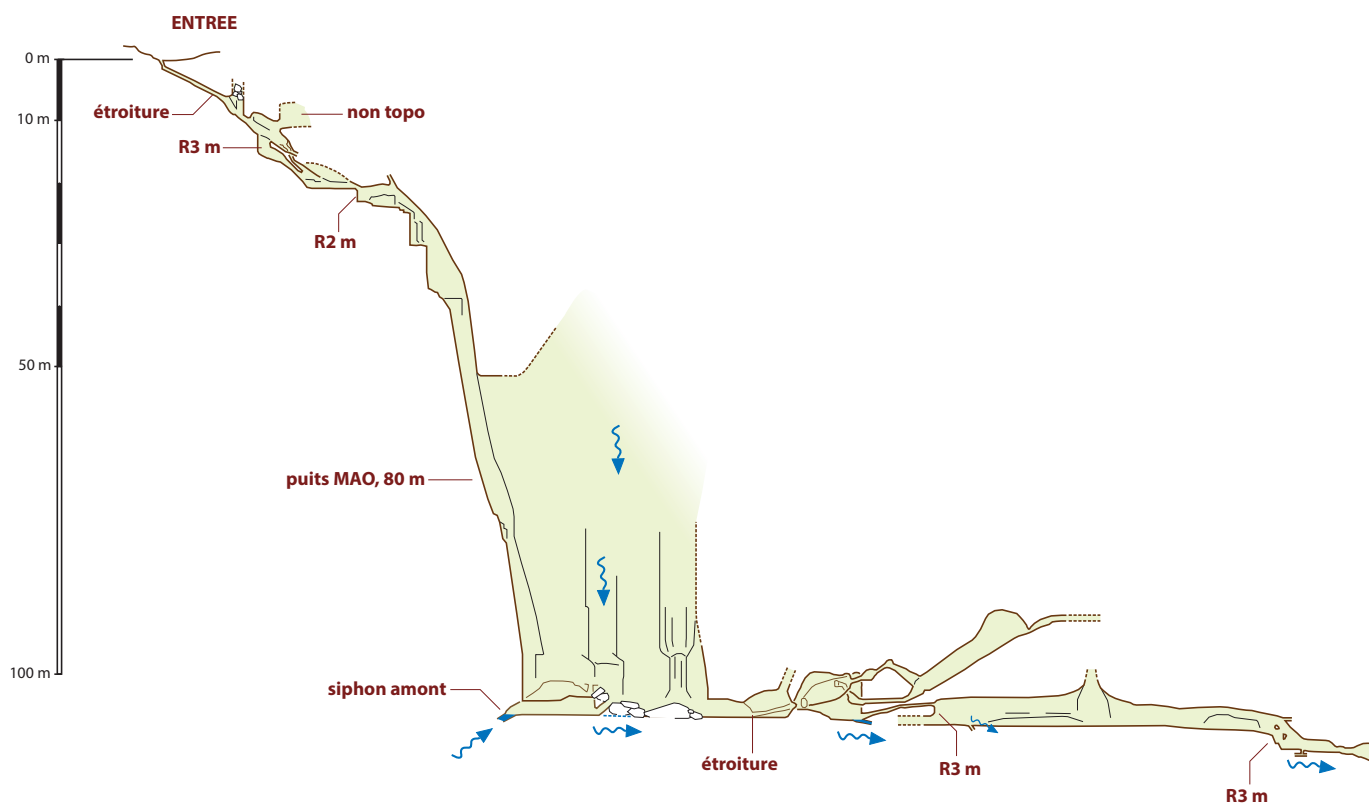 ENTREE
0 m
étroiture
10 m
non topo
R3 m
R2 m
50 m
puits MAO, 80 m
100 m
siphon amont
étroiture
R3 m
R3 m